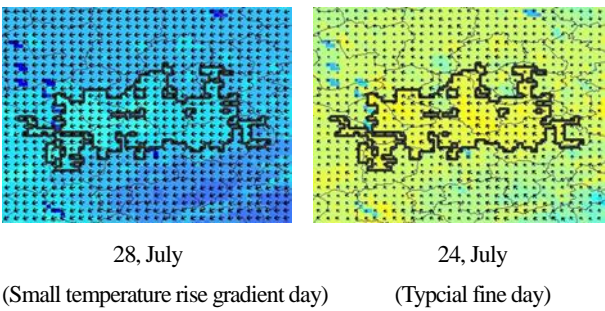 28, July
24, July
(Small temperature rise gradient day)
(Typcial fine day)